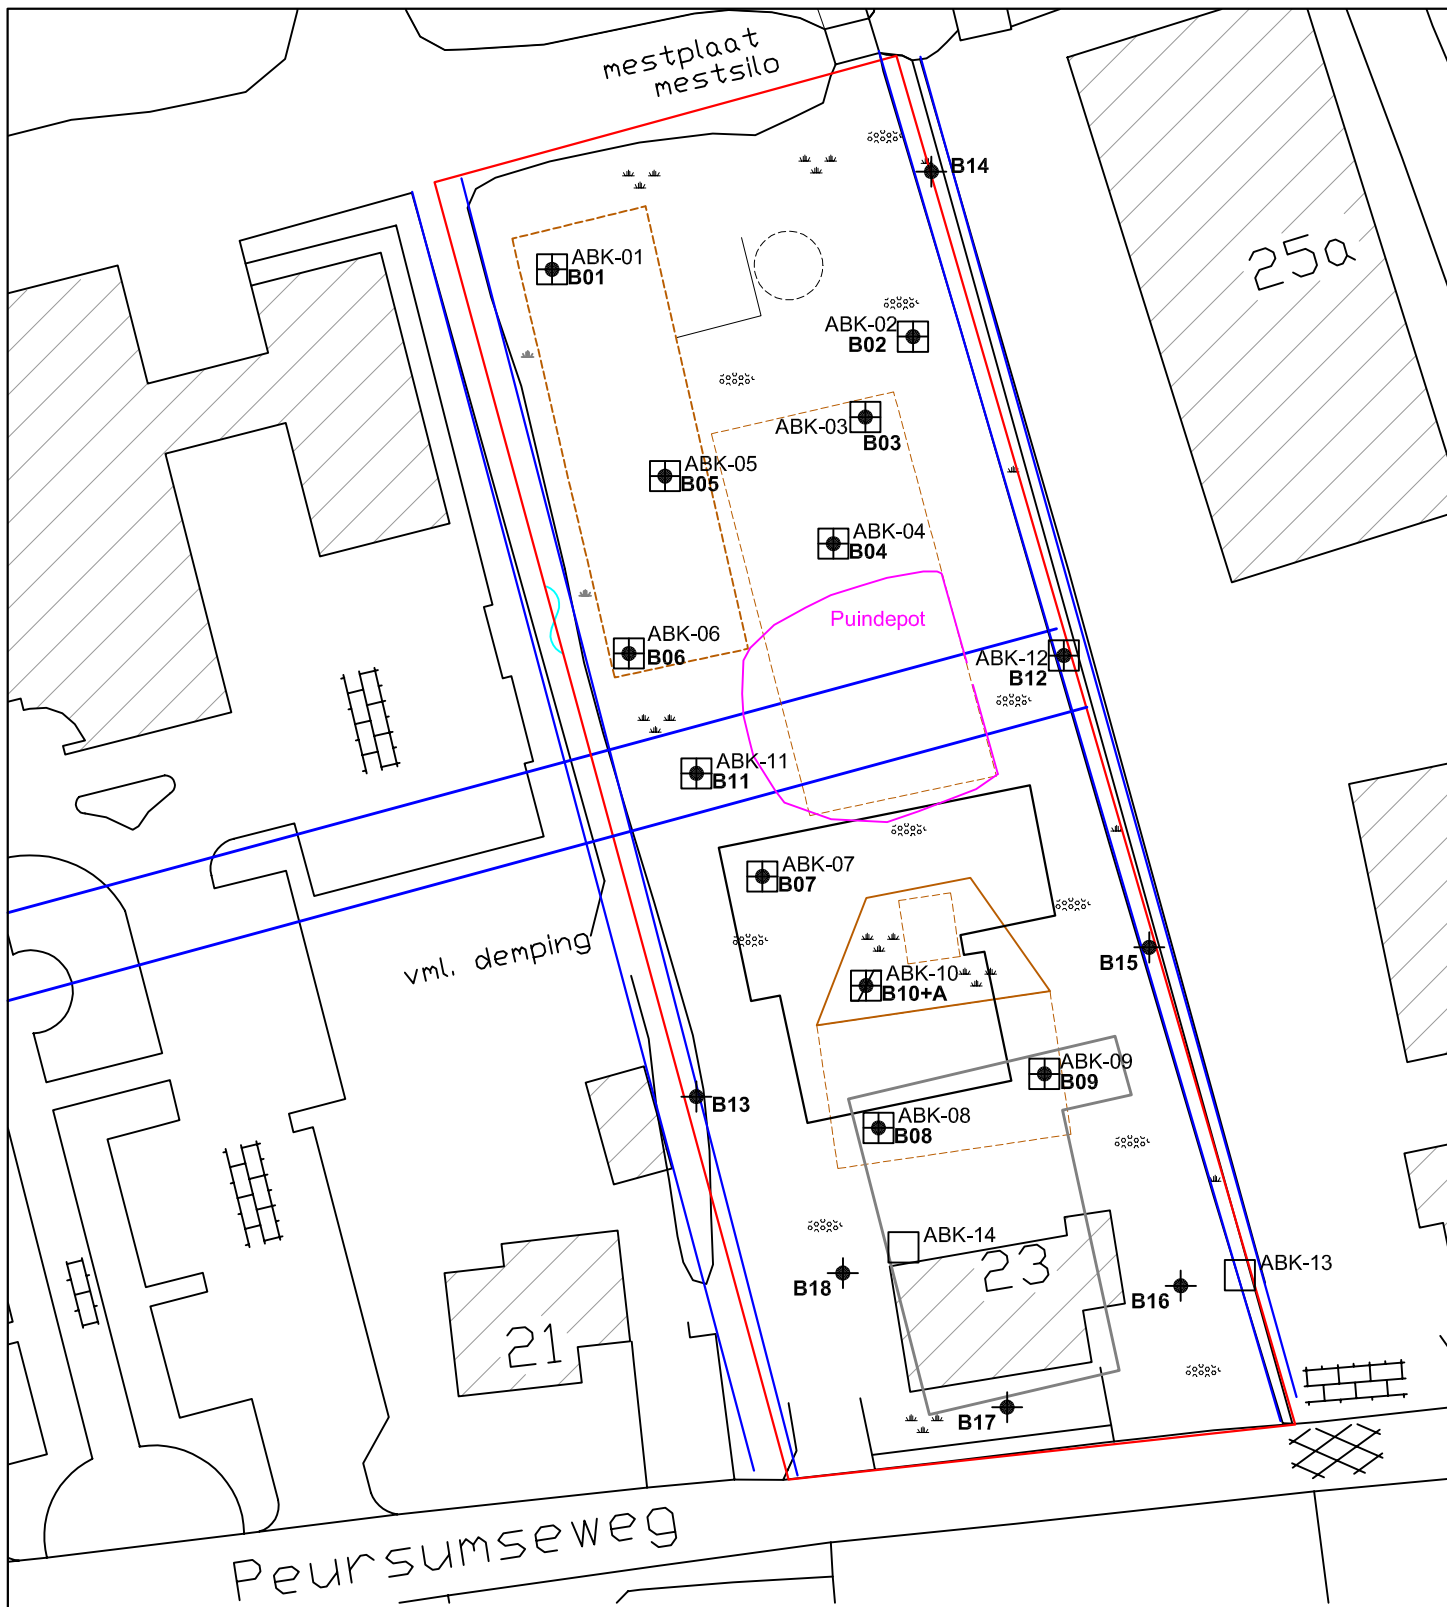 mestplaat
mestsilo
B14
25a
ABK-01
B01
ABK-02
B02
ABK-03
B03
ABK-05
B05
ABK-04
B04
Puindepot
ABK-06
B06
ABK-12
B12
ABK-11
B11
ABK-07
B07
vml. demping
B15
ABK-10
B10+A
ABK-09
B09
B13
ABK-08
B08
ABK-14
ABK-13
23
B18
B16
21
B17
Peursumseweg